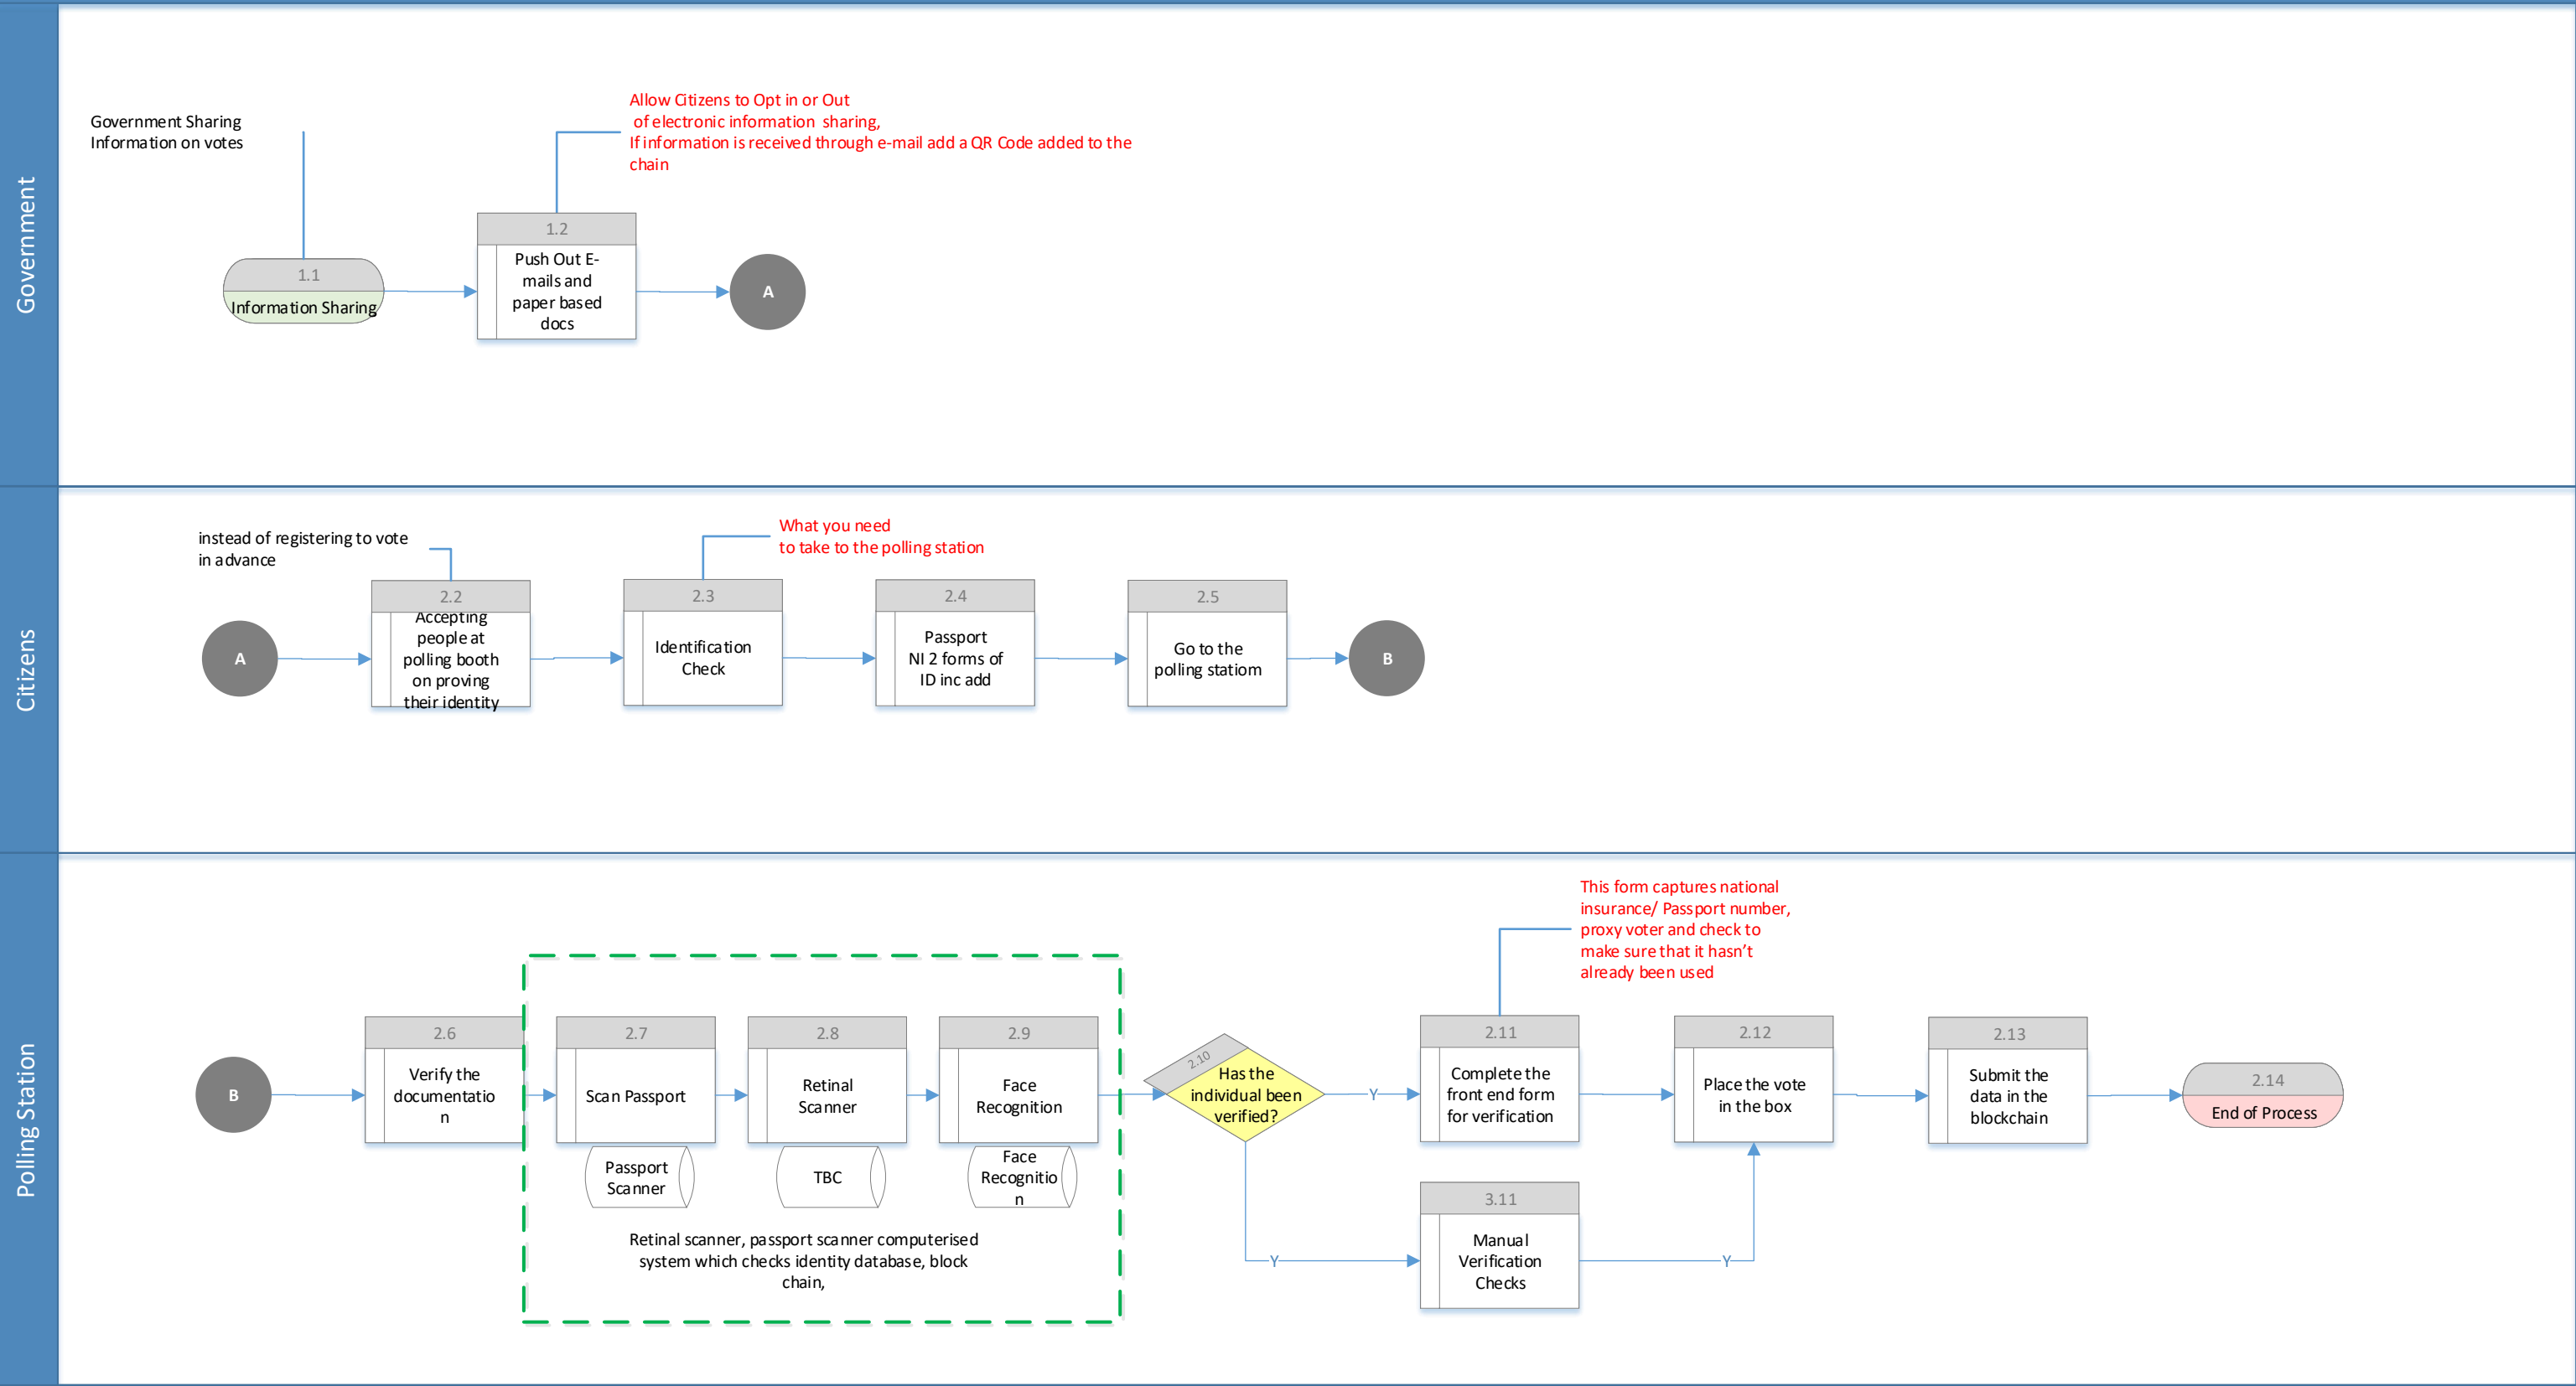 Government
Government Sharing
Information on votes
Allow Citizens to Opt in or Out
of electronic information sharing,
If information is received through e-mail add a QR Code added to the
chain
1.1
Information Sharing
1.2
Push Out E-
mails and
paper based
docs
A
Citizens
instead of registering to vote
in advance
What you need
to take to the polling station
A
2.2
Accepting
people at
polling booth
on proving
their identity
2.3
Identification
Check
2.4
Passport
NI 2 forms of
ID inc add
2.5
Go to the
polling statiom
B
Polling Station
This form captures national
insurance/ Passport number,
proxy voter and check to
make sure that it hasn't
already been used
B
2.6
Verify the
documentatio
n
2.7
Scan Passport
Passport
Scanner
2.8
Retinal
Scanner
TBC
2.9
Face
Recognition
Face
Recognitio
n
Retinal scanner, passport scanner computerised
system which checks identity database, block
chain,
2.10
Has the
individual been
verified?
Y
2.11
Complete the
front end form
for verification
2.12
Place the vote
in the box
2.13
Submit the
data in the
blockchain
2.14
End of Process
Y
3.11
Manual
Verification
Checks
Y